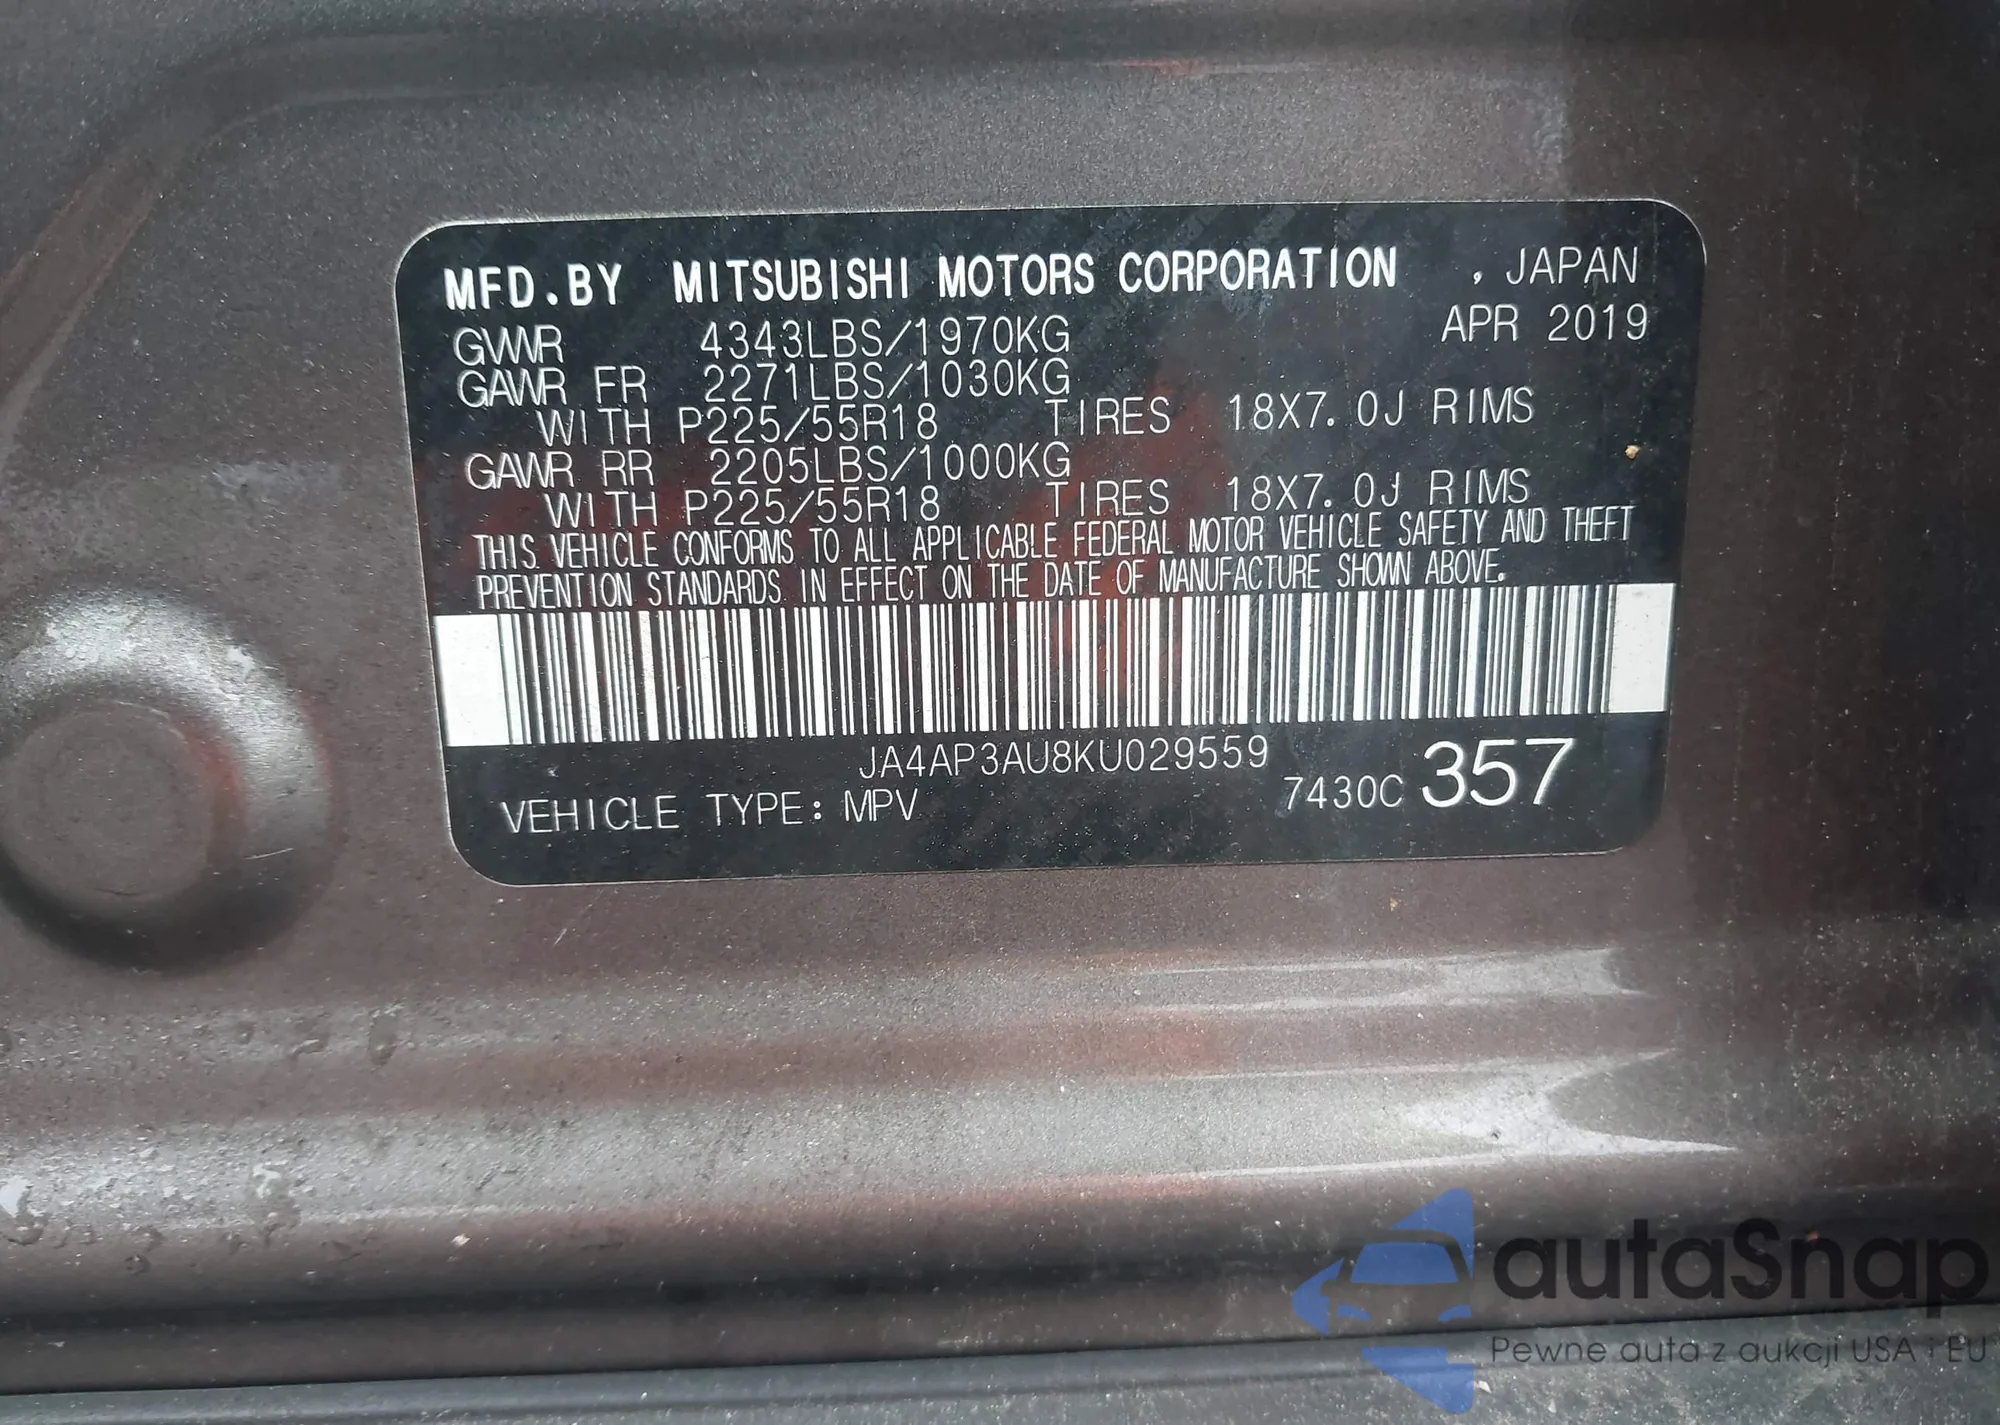 MFD.BY MITSUBISHI MOTORS CORPORATION , JAPAN
GVWR 4343LBS/1970KG APR 2019
GAWR FR 2271LBS/1030KG
WITH P225/55R18 TIRES 18X7.0J RIMS
GAWR RR 2205LBS/1000KG
WITH P225/55R18 TIRES 18X7.0J RIMS
THIS VEHICLE CONFORMS TO ALL APPLICABLE FEDERAL MOTOR VEHICLE SAFETY AND THEFT
PREVENTION STANDARDS IN EFFECT ON THE DATE OF MANUFACTURE SHOWN ABOVE.
JA4AP3AU8KU029559
VEHICLE TYPE: MPV 7430C 357
autaSnap
Pewne auta z aukcji USA i EU